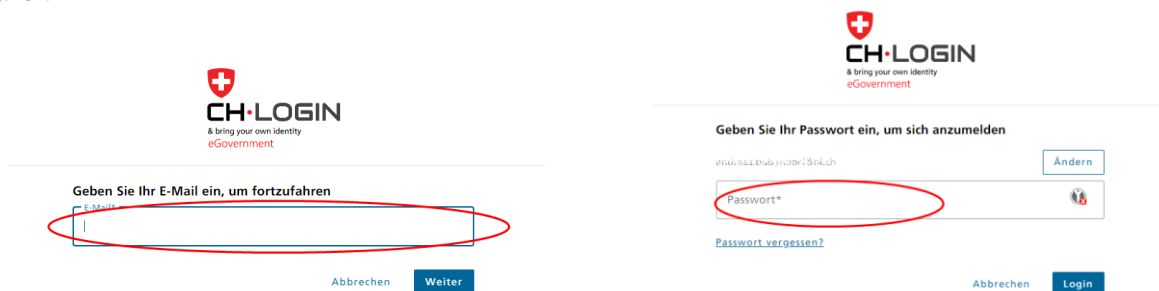 CH·LOGIN
& bring your own identity
eGovernment
Geben Sie Ihr E-Mail ein, um fortzufahren
E-Mail*
Abbrechen
Weiter
CH·LOGIN
& bring your own identity
eGovernment
Geben Sie Ihr Passwort ein, um sich anzumelden
Ändern
Passwort*
Passwort vergessen?
Abbrechen
Login